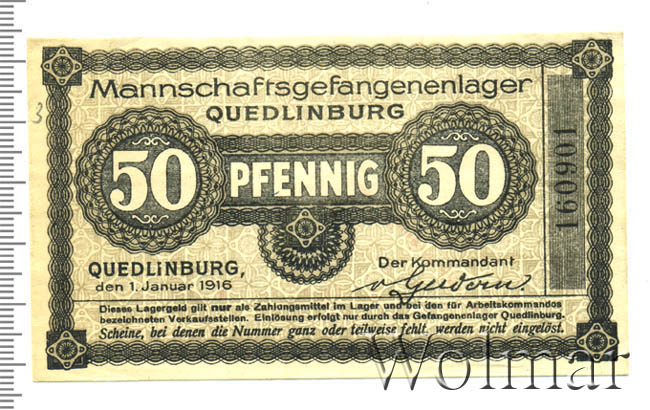 Mannschaftsgefangenenlager
QUEDLINBURG
50 PFENNIG 50
160901
QUEDLINBURG,
den 1. Januar 1916
Der Kommandant
Dieses Lagergeld gilt nur als Zahlungsmittel im Lager und bei den für Arbeitskommandos
bezeichneten Verkaufsstellen. Einlösung erfolgt nur durch das Gefangenenlager Quedlinburg.
Scheine, bei denen die Nummer ganz oder teilweise fehlt, werden nicht eingelöst.
3
Wolmar